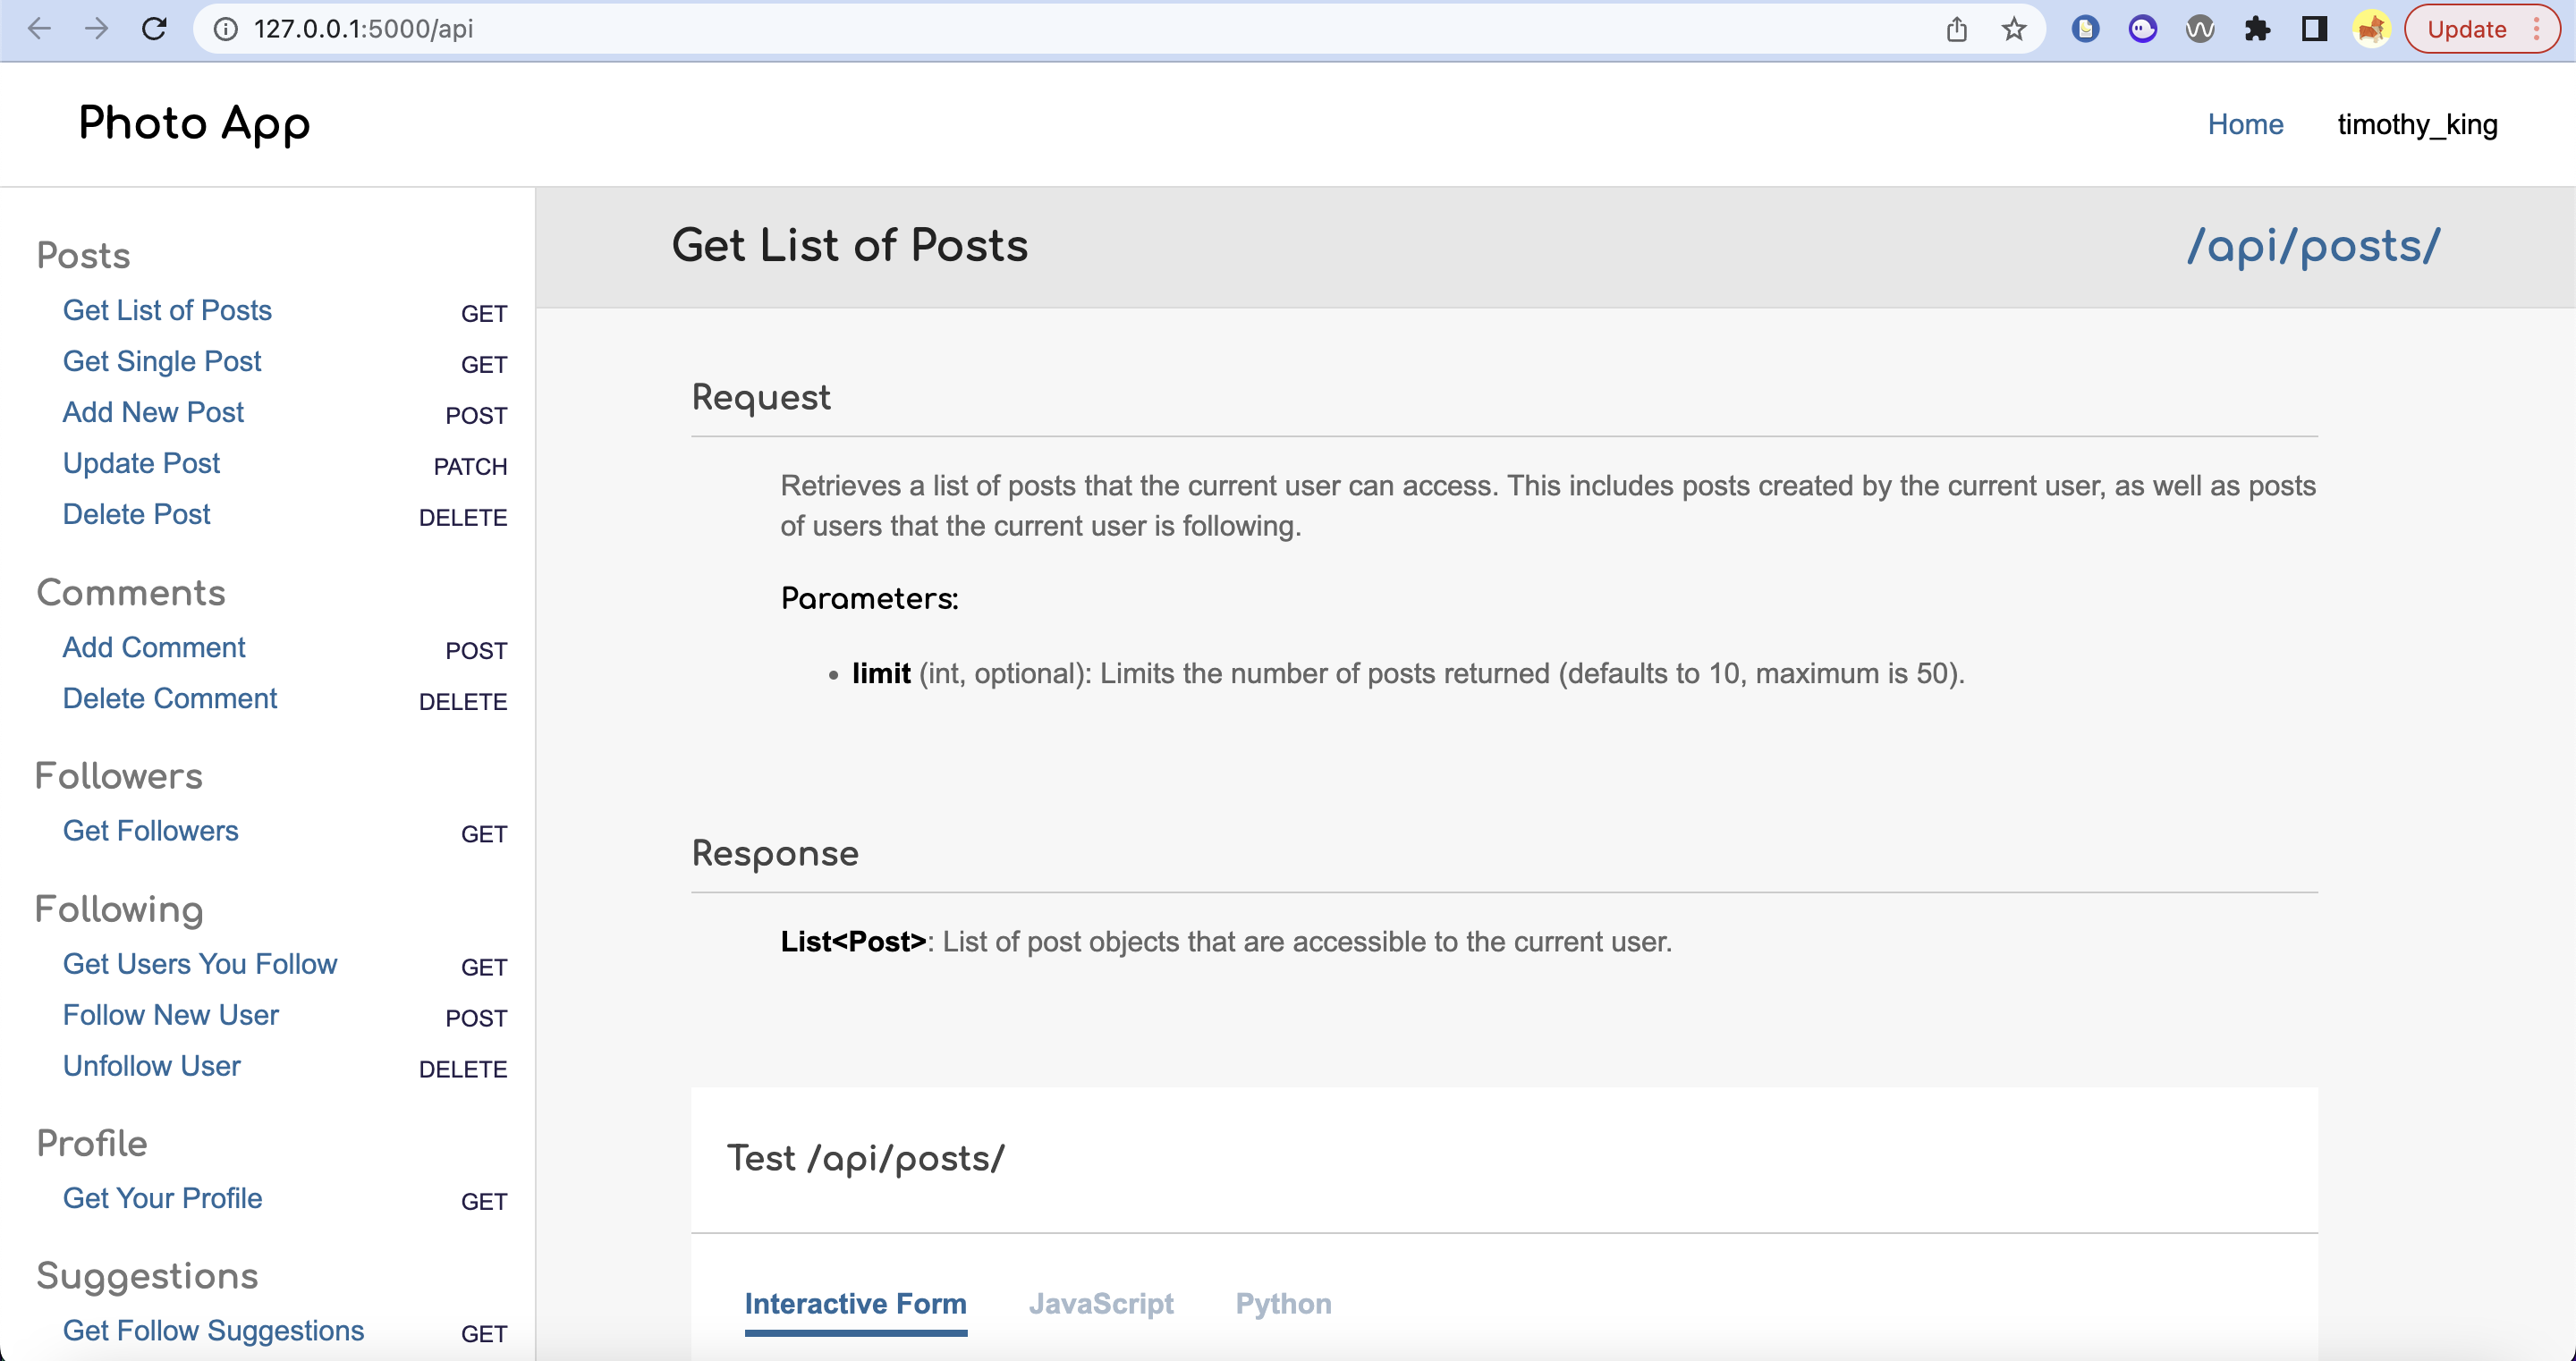 127.0.0.1:5000/api
Update
Photo App
Home
timothy_king
Posts
Get List of Posts GET
Get Single Post GET
Add New Post POST
Update Post PATCH
Delete Post DELETE
Comments
Add Comment POST
Delete Comment DELETE
Followers
Get Followers GET
Following
Get Users You Follow GET
Follow New User POST
Unfollow User DELETE
Profile
Get Your Profile GET
Suggestions
Get Follow Suggestions GET
Get List of Posts
/api/posts/
Request
Retrieves a list of posts that the current user can access. This includes posts created by the current user, as well as posts
of users that the current user is following.
Parameters:
• limit (int, optional): Limits the number of posts returned (defaults to 10, maximum is 50).
Response
List<Post>: List of post objects that are accessible to the current user.
Test /api/posts/
Interactive Form JavaScript Python